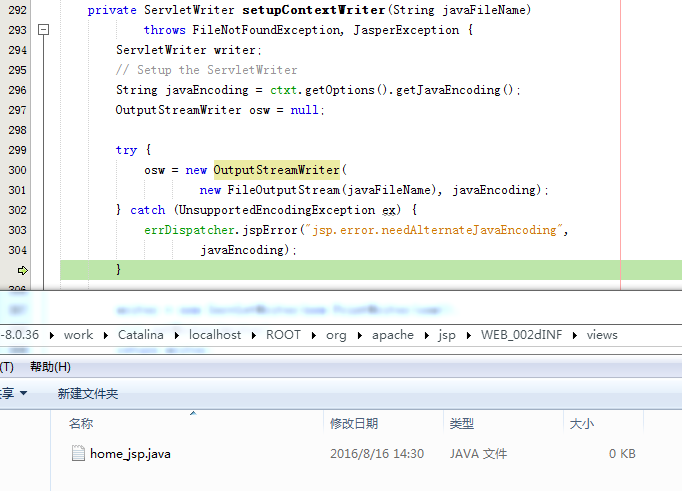 292 private ServletWriter setupContextWriter(String javaFileName)
293 throws FileNotFoundException, JasperException {
294 ServletWriter writer;
295 // Setup the ServletWriter
296 String javaEncoding = ctxt.getOptions().getJavaEncoding();
297 OutputStreamWriter osw = null;
298
299 try {
300 osw = new OutputStreamWriter(
301 new FileOutputStream(javaFileName), javaEncoding);
302 } catch (UnsupportedEncodingException ex) {
303 errDispatcher.jspError("jsp.error.needAlternateJavaEncoding",
304 javaEncoding);
}
-8.0.36 work Catalina localhost ROOT org apache jsp WEB_002dINF views
(T) 帮助(H)
享 新建文件夹
名称 修改日期 类型 大小
home_jsp.java 2016/8/16 14:30 JAVA 文件 0 KB